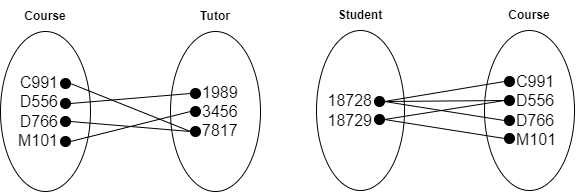 Course
Tutor
C991
D556
D766
M101
1989
3456
7817
Student
Course
18728
18729
C991
D556
D766
M101